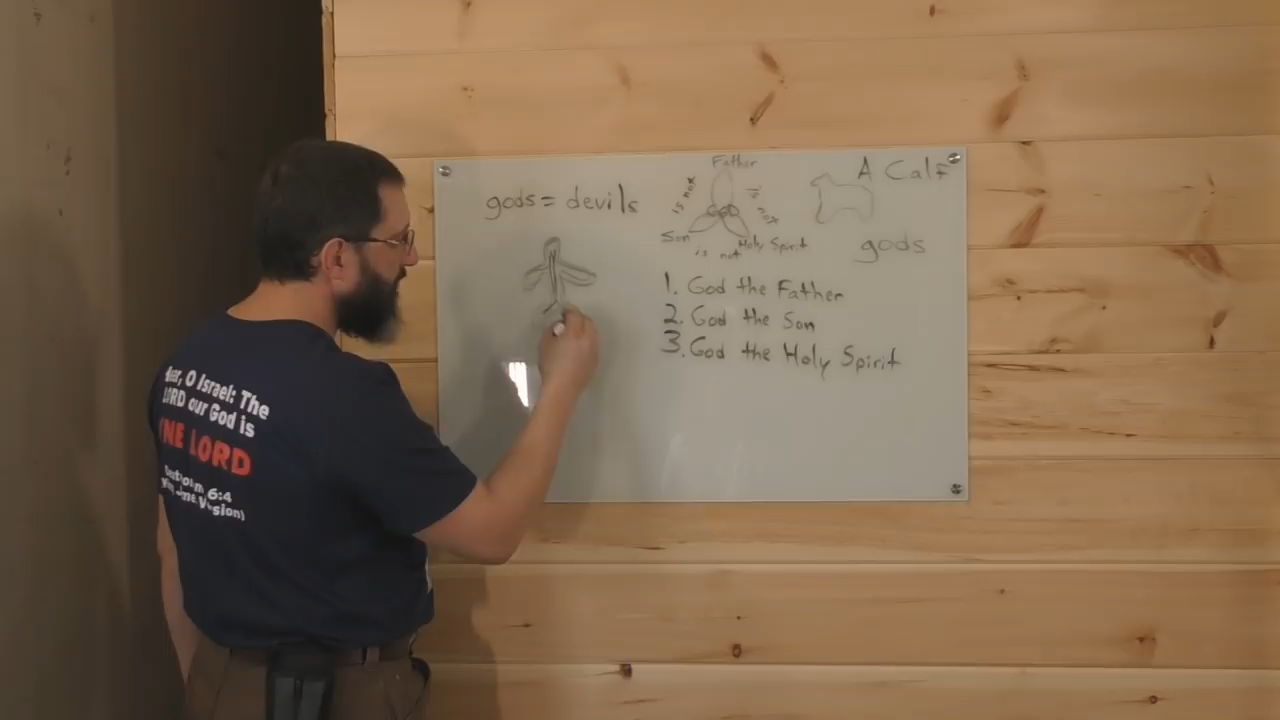 gods = devils
Father
is not
is not
God
Son
is not
Holy Spirit
A Calf
gods
1. God the Father
2. God the Son
3. God the Holy Spirit
Hear, O Israel: The
LORD our God is
ONE LORD
6:4